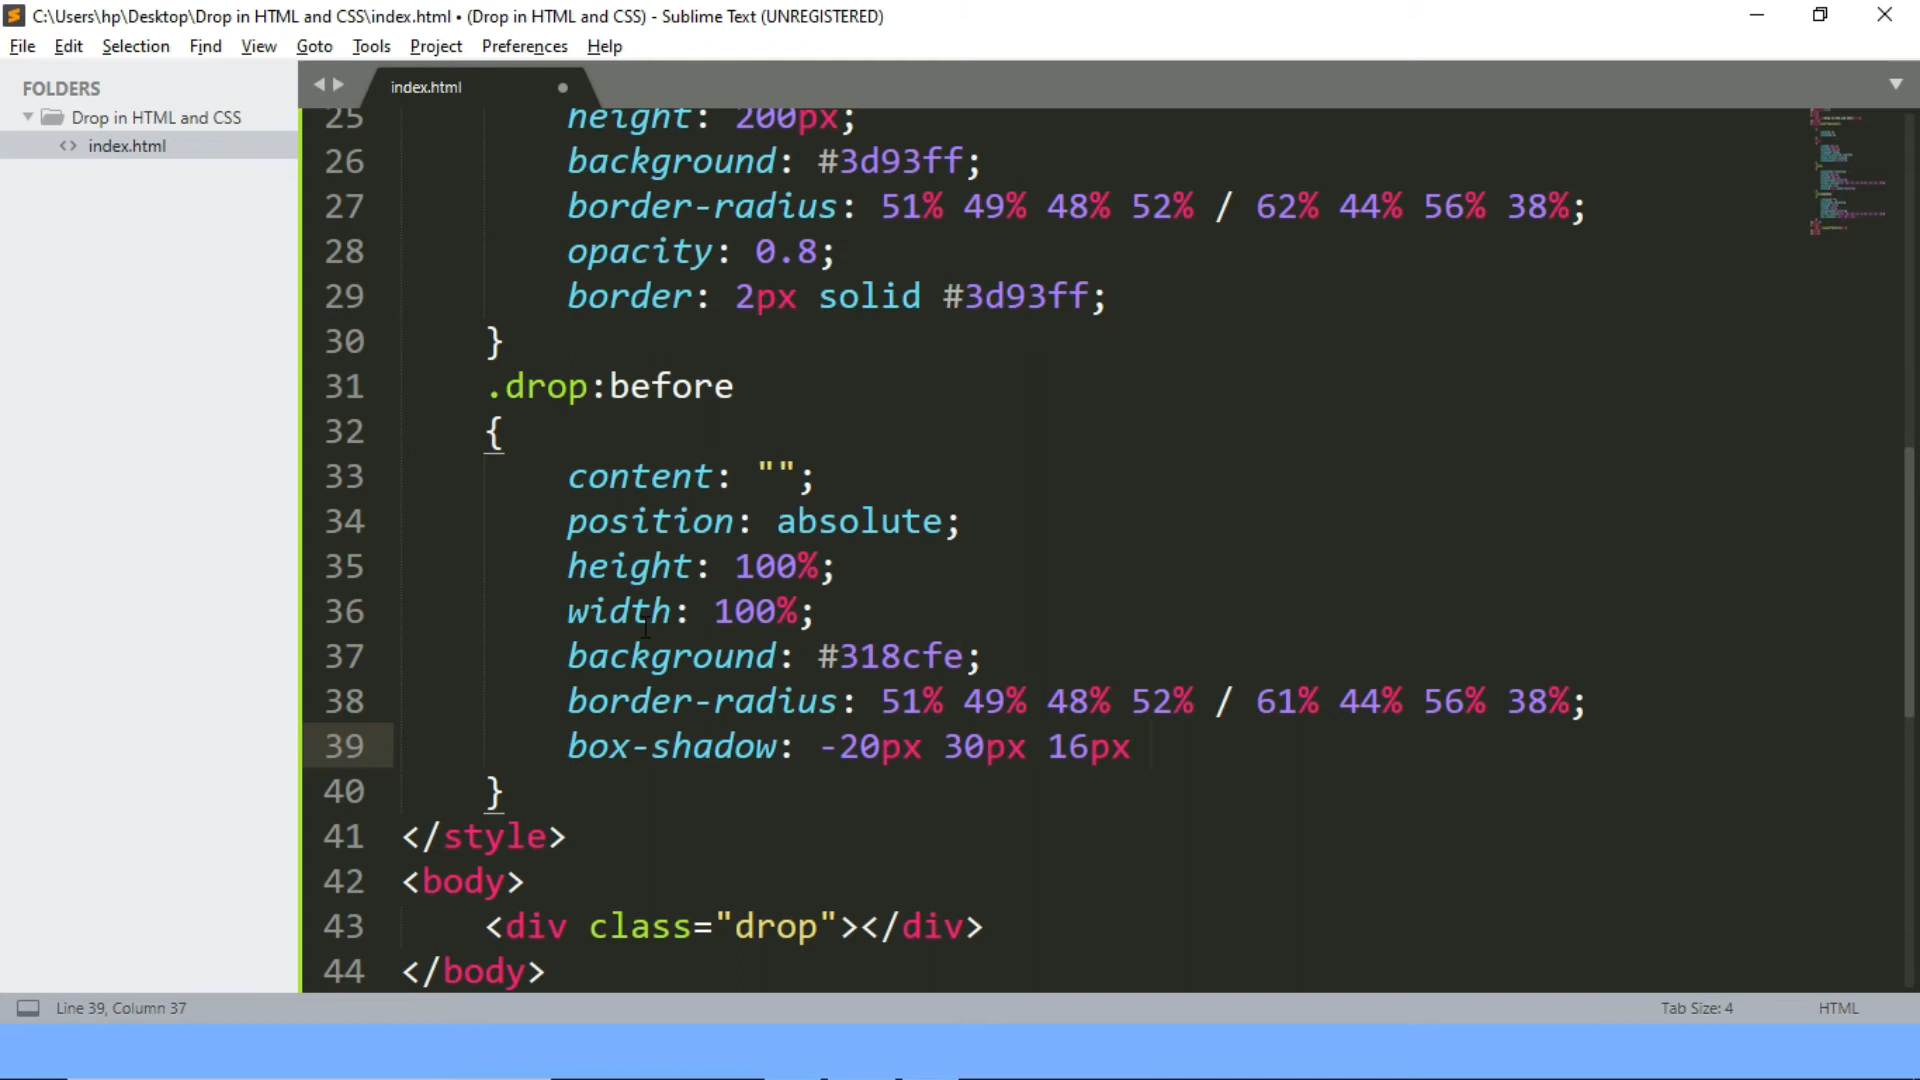 C:\Users\hp\Desktop\Drop in HTML and CSS\index.html • (Drop in HTML and CSS) - Sublime Text (UNREGISTERED)
File Edit Selection Find View Goto Tools Project Preferences Help
FOLDERS
Drop in HTML and CSS
index.html
index.html
25 height: 200px;
26 background: #3d93ff;
27 border-radius: 51% 49% 48% 52% / 62% 44% 56% 38%;
28 opacity: 0.8;
29 border: 2px solid #3d93ff;
30 }
31 .drop:before
32 {
33 content: "";
34 position: absolute;
35 height: 100%;
36 width: 100%;
37 background: #318cfe;
38 border-radius: 51% 49% 48% 52% / 61% 44% 56% 38%;
39 box-shadow: -20px 30px 16px
40 }
41 </style>
42 <body>
43 <div class="drop"></div>
44 </body>
Line 39, Column 37
Tab Size: 4
HTML